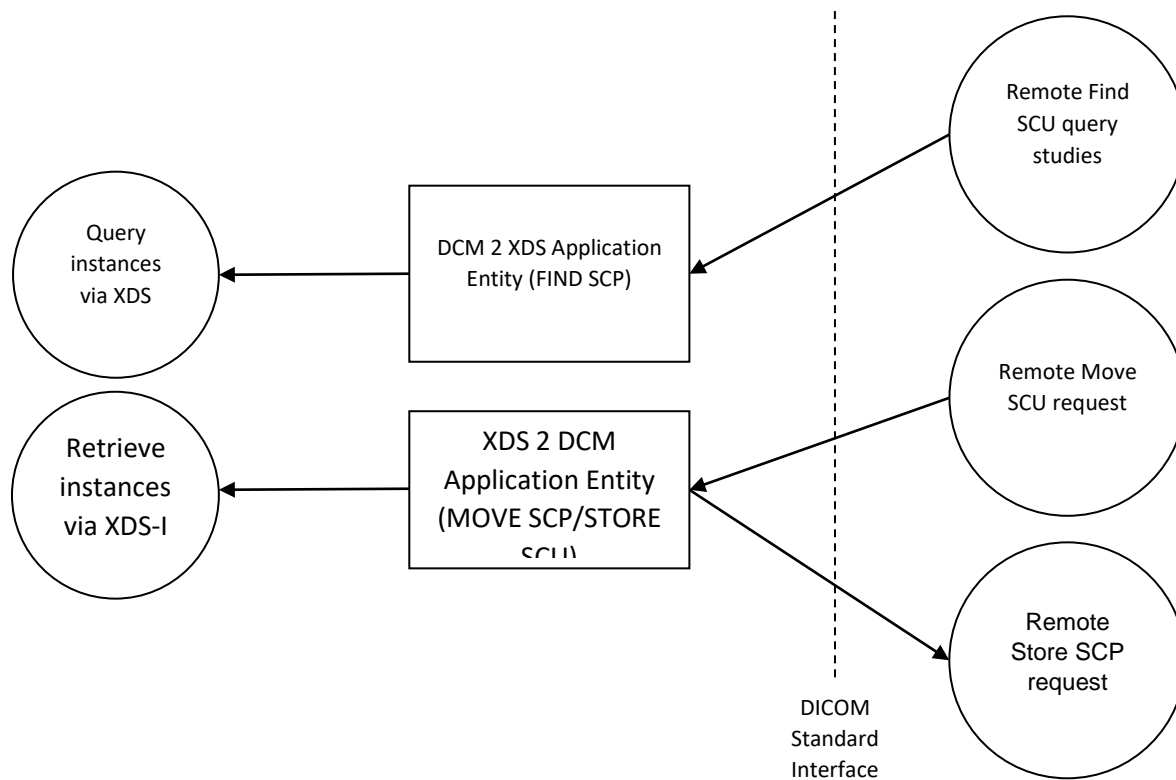 Remote Find
SCU query
studies
Query
instances
via XDS
DCM 2 XDS Application
Entity (FIND SCP)
Remote Move
SCU request
Retrieve
instances
via XDS-I
XDS 2 DCM
Application Entity
(MOVE SCP/STORE
SCU)
Remote
Store SCP
request
DICOM
Standard
Interface